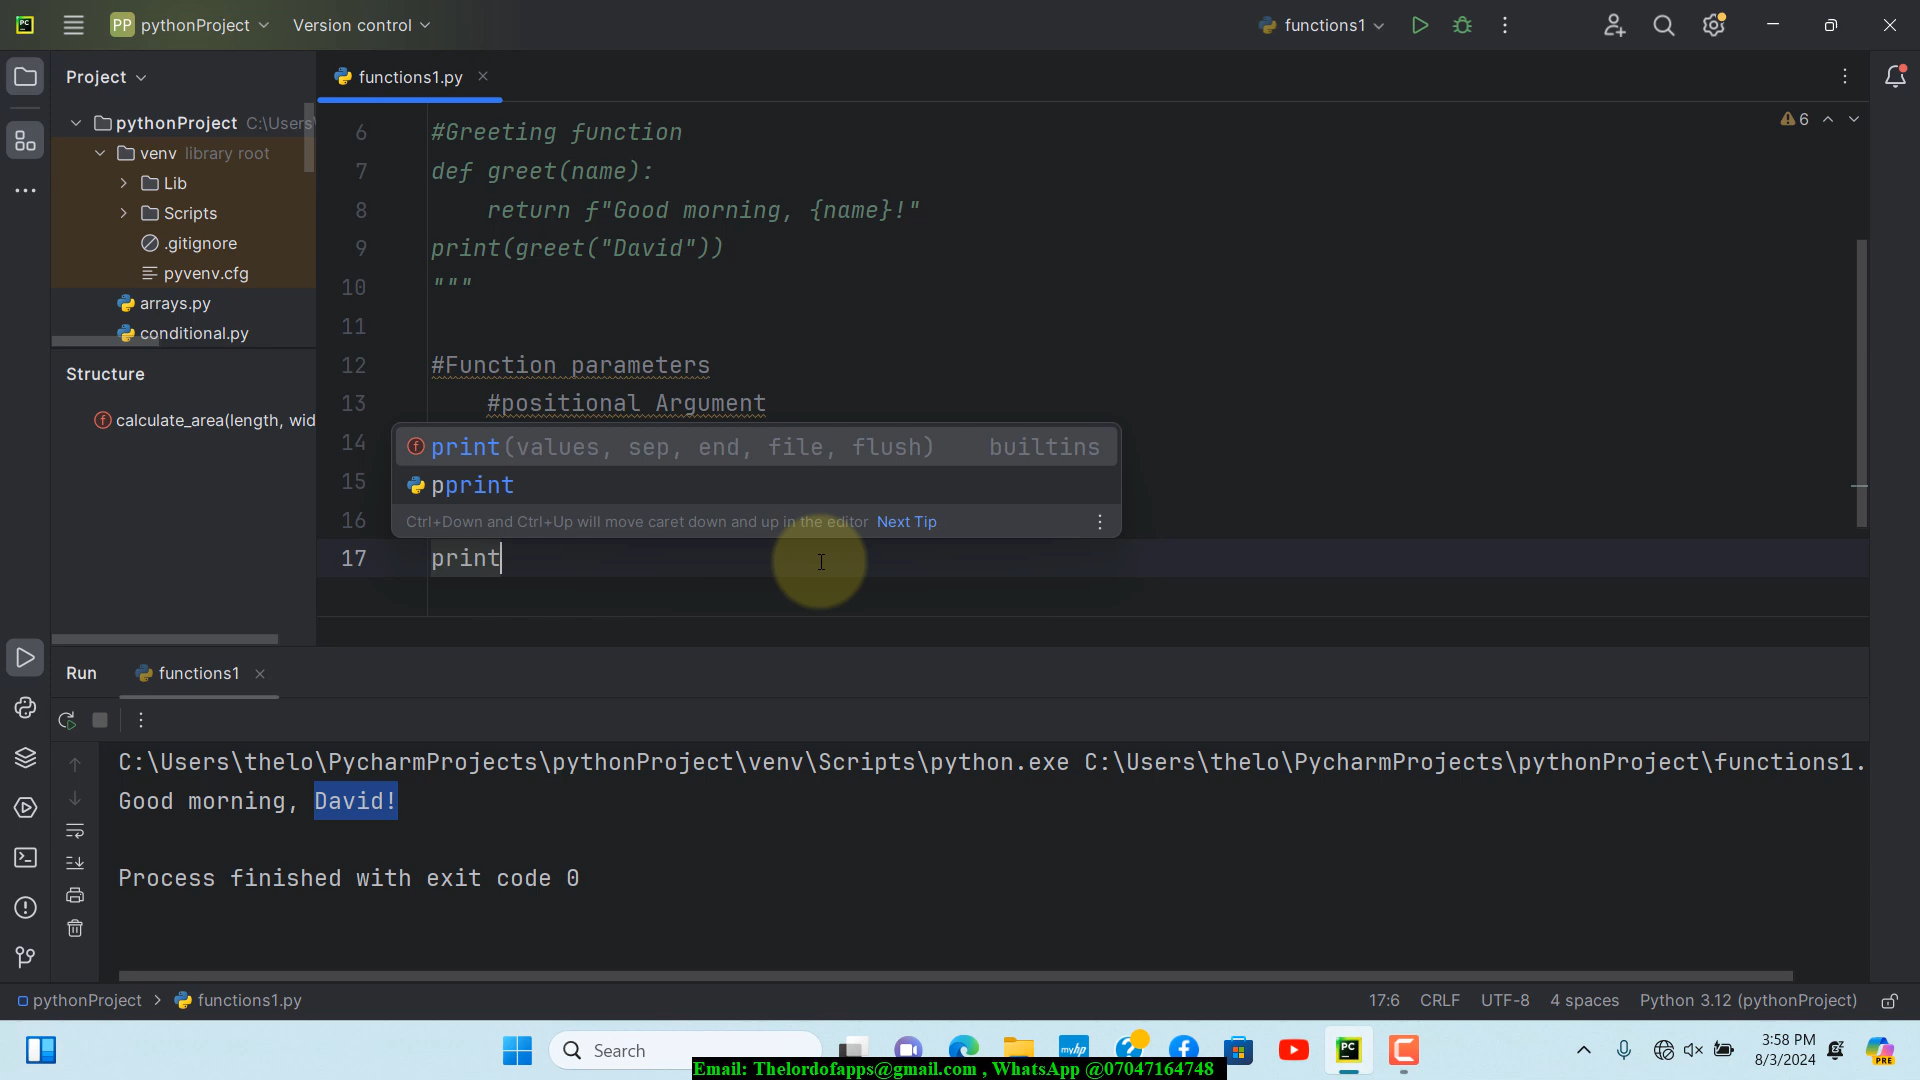 PP pythonProject Version control functions1
Project
functions1.py
pythonProject C:\Users
venv library root
Lib
Scripts
.gitignore
pyvenv.cfg
arrays.py
conditional.py
6 #Greeting function
7 def greet(name):
8 return f"Good morning, {name}!"
9 print(greet("David"))
10 """
11
12 #Function parameters
13 #positional Argument
14
15
16
17 print
6
print(values, sep, end, file, flush) builtins
pprint
Ctrl+Down and Ctrl+Up will move caret down and up in the editor Next Tip
Structure
calculate_area(length, wid
Run functions1
C:\Users\thelo\PycharmProjects\pythonProject\venv\Scripts\python.exe C:\Users\thelo\PycharmProjects\pythonProject\functions1.
Good morning, David!
Process finished with exit code 0
pythonProject > functions1.py 17:6 CRLF UTF-8 4 spaces Python 3.12 (pythonProject)
Search
myhp
3:58 PM
8/3/2024
PRE
Email: Thelordofapps@gmail.com , WhatsApp @07047164748